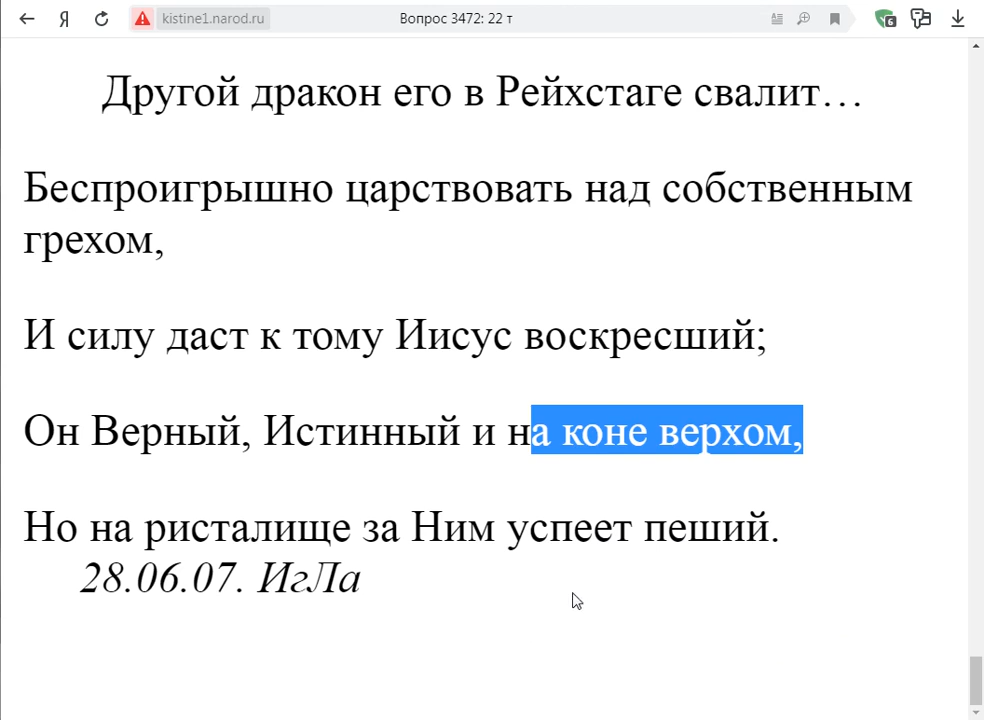 Я
kistine1.narod.ru
Вопрос 3472: 22 т
6
Другой дракон его в Рейхстаге свалит…
Беспроигрышно царствовать над собственным
грехом,
И силу даст к тому Иисус воскресший;
Он Верный, Истинный и на коне верхом,
Но на ристалище за Ним успеет пеший.
28.06.07. ИгЛа